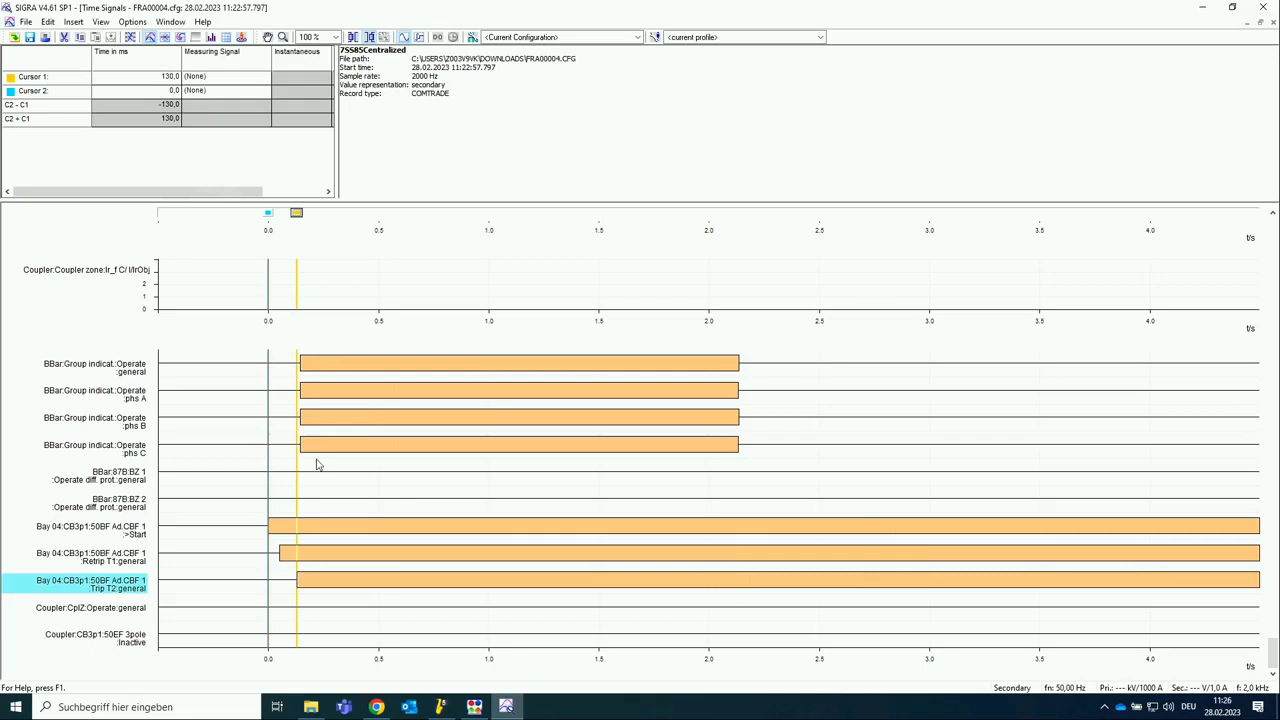 SIGRA V4.61 SP1 - [Time Signals - FRA00004.cfg: 28.02.2023 11:22:57.797]
File Edit Insert View Options Window Help
100 % <Current Configuration> <current profile>
Time in ms Measuring Signal Instantaneous
Cursor 1: 130,0 (None)
Cursor 2: 0,0 (None)
C2 - C1 -130,0
C2 + C1 130,0
7SS85Centralized
File path: C:\USERS\Z003V9VK\DOWNLOADS\FRA00004.CFG
Start time: 28.02.2023 11:22:57.797
Sample rate: 2000 Hz
Value representation: secondary
Record type: COMTRADE
0.0 0.5 1.0 1.5 2.0 2.5 3.0 3.5 4.0
t/s
Coupler:Coupler zone:Ir_f C/ I/IrObj
2
1
0
0.0 0.5 1.0 1.5 2.0 2.5 3.0 3.5 4.0
t/s
BBar:Group indicat.:Operate
:general
BBar:Group indicat.:Operate
:phs A
BBar:Group indicat.:Operate
:phs B
BBar:Group indicat.:Operate
:phs C
BBar:87B:BZ 1
:Operate diff. prot.:general
BBar:87B:BZ 2
:Operate diff. prot.:general
Bay 04:CB3p1:50BF Ad.CBF 1
:>Start
Bay 04:CB3p1:50BF Ad.CBF 1
:Retrip T1:general
Bay 04:CB3p1:50BF Ad.CBF 1
:Trip T2:general
Coupler:CplZ:Operate:general
Coupler:CB3p1:50EF 3pole
:Inactive
0.0 0.5 1.0 1.5 2.0 2.5 3.0 3.5 4.0
t/s
For Help, press F1. Secondary fn: 50,00 Hz Pri.: --- kV/1000 A Sec.: --- V/1,0 A f: 2,0 kHz
Suchbegriff hier eingeben DEU 11:26
28.02.2023